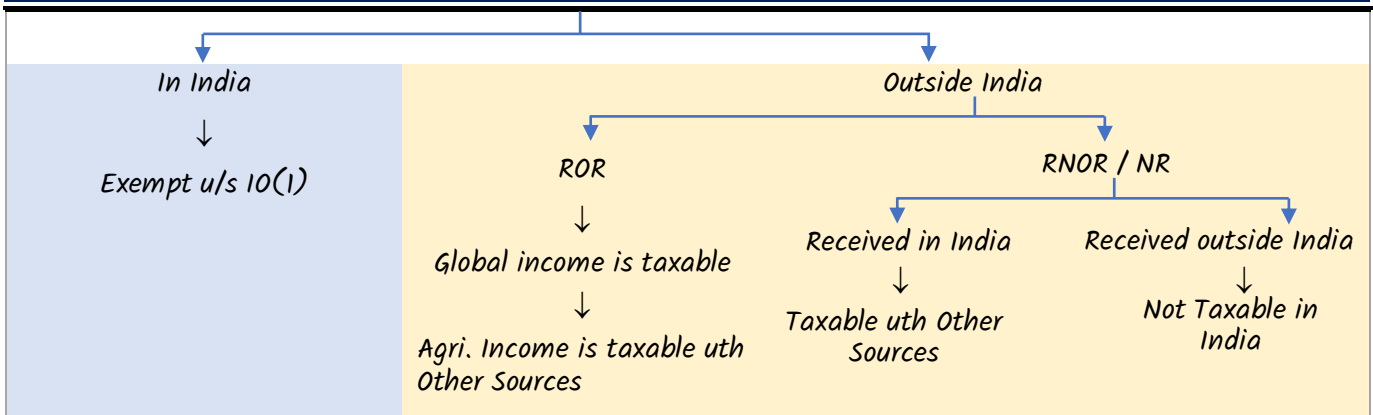 In India
↓
Exempt u/s 10(1)
Outside India
ROR
↓
Global income is taxable
↓
Agri. Income is taxable uth
Other Sources
RNOR / NR
Received in India
↓
Taxable uth Other
Sources
Received outside India
↓
Not Taxable in
India